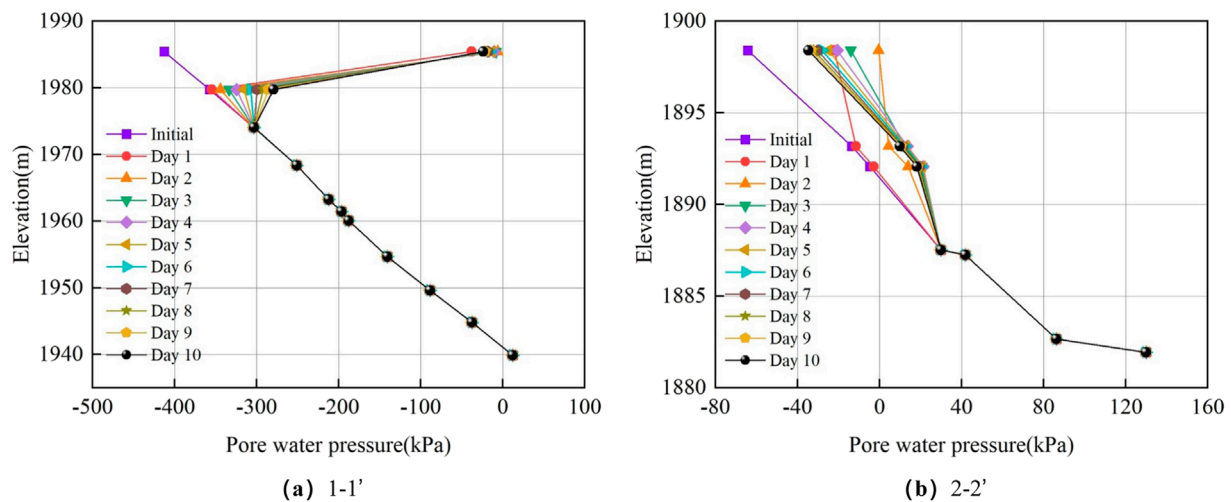 1990
1980
1970
1960
1950
1940
1930
Elevation(m)
Initial
Day 1
Day 2
Day 3
Day 4
Day 5
Day 6
Day 7
Day 8
Day 9
Day 10
-500 -400 -300 -200 -100 0 100
Pore water pressure(kPa)
(a) 1-1’
1900
1895
1890
1885
1880
Elevation(m)
Initial
Day 1
Day 2
Day 3
Day 4
Day 5
Day 6
Day 7
Day 8
Day 9
Day 10
-80 -40 0 40 80 120 160
Pore water pressure(kPa)
(b) 2-2’